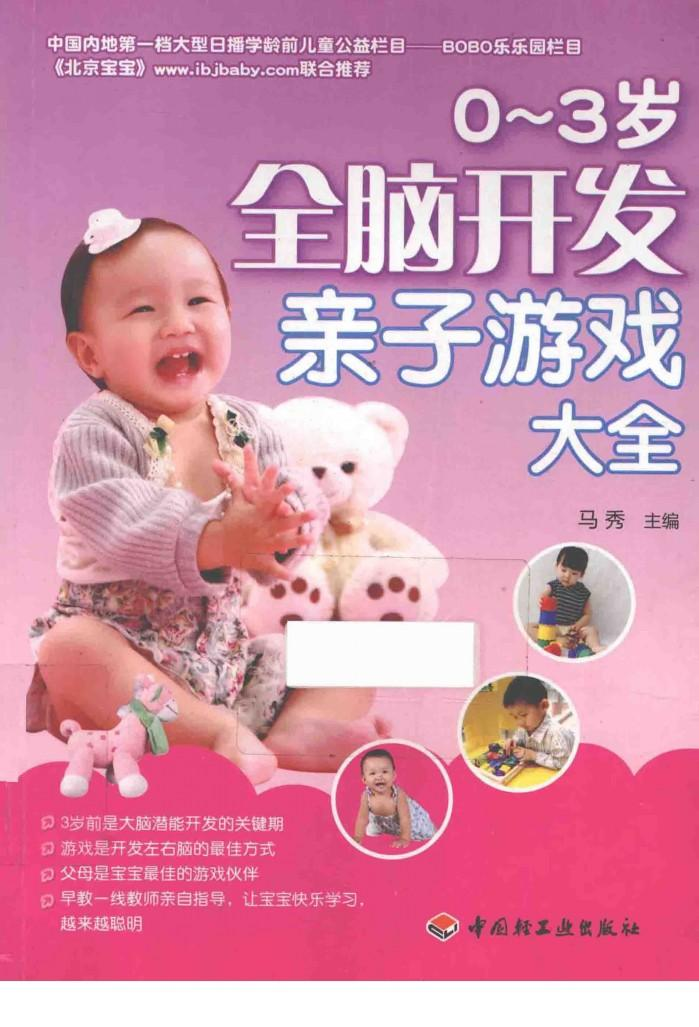 中国内地第一档大型日播学龄前儿童公益栏目——BOBO乐乐园栏目
《北京宝宝》www.ibjbaby.com联合推荐
0～3岁
全脑开发
亲子游戏
大全
马秀 主编
3岁前是大脑潜能开发的关键期
游戏是开发左右脑的最佳方式
父母是宝宝最佳的游戏伙伴
早教一线教师亲自指导，让宝宝快乐学习，
越来越聪明
中国轻工业出版社